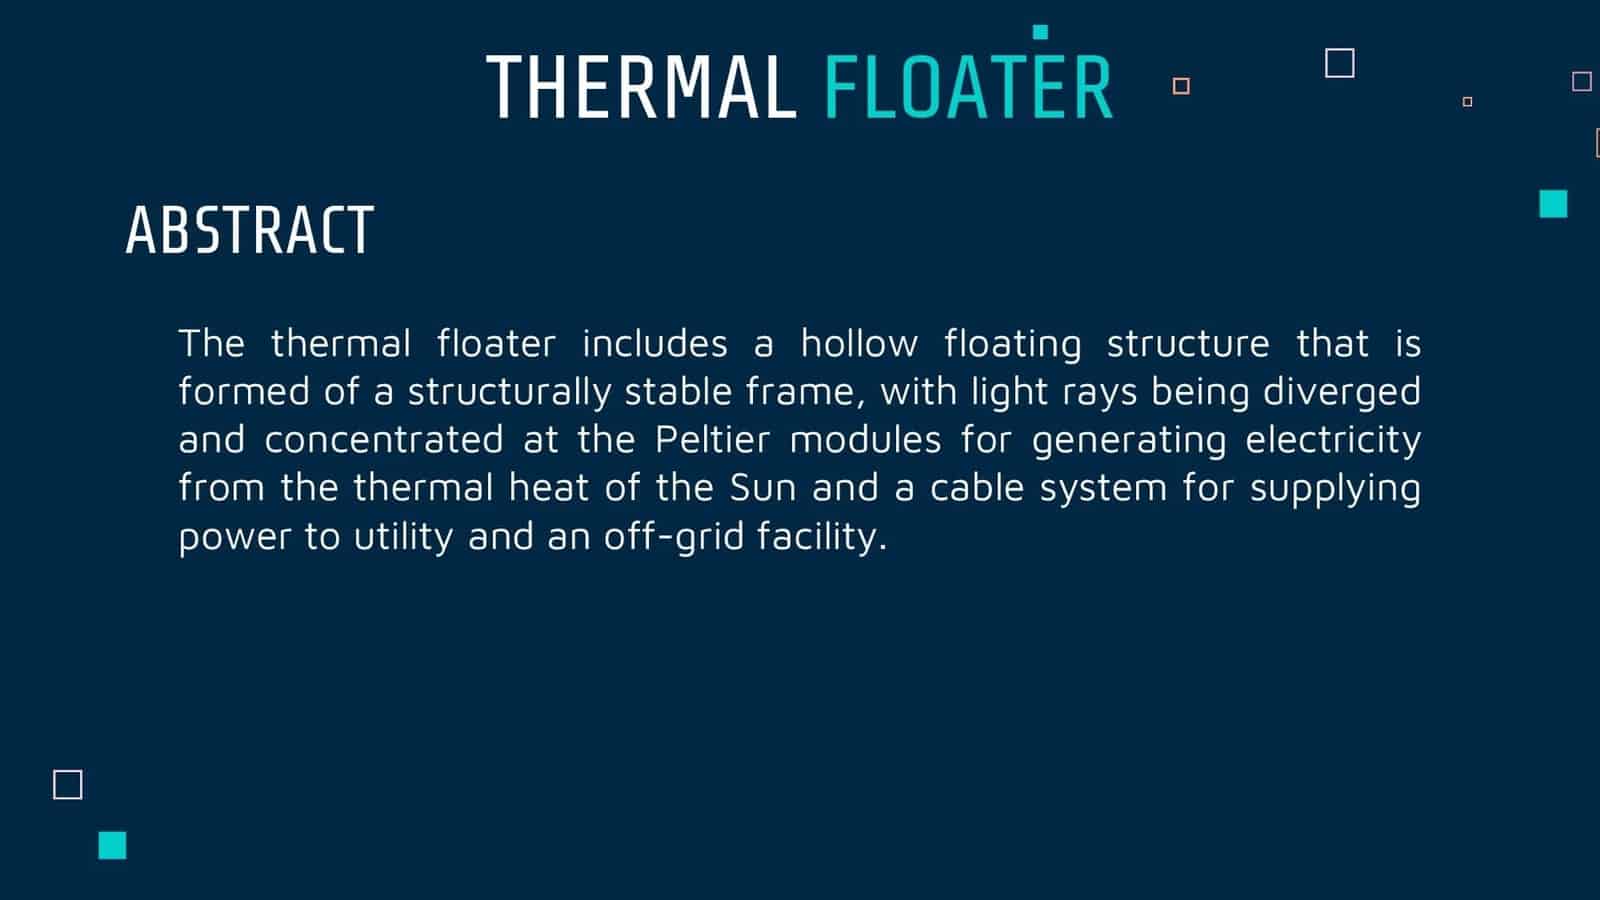 THERMAL FLOATER
ABSTRACT
The thermal floater includes a hollow floating structure that is
formed of a structurally stable frame, with light rays being diverged
and concentrated at the Peltier modules for generating electricity
from the thermal heat of the Sun and a cable system for supplying
power to utility and an off-grid facility.